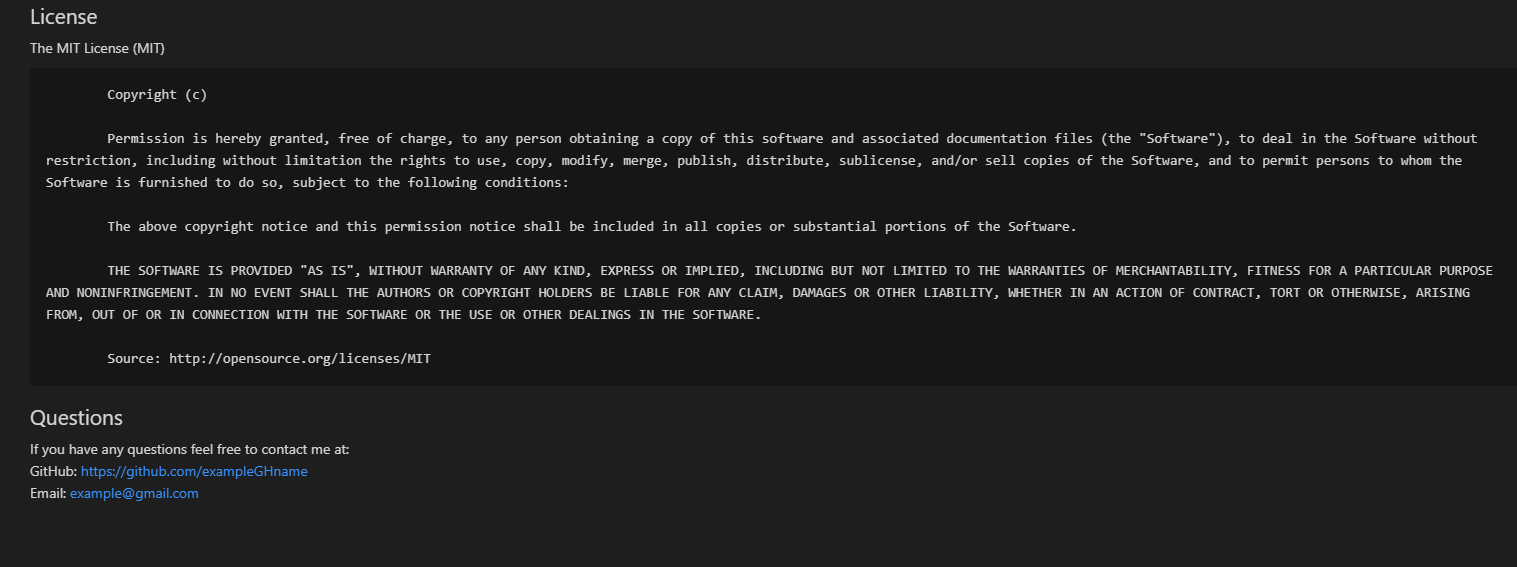 License
The MIT License (MIT)
Copyright (c)
Permission is hereby granted, free of charge, to any person obtaining a copy of this software and associated documentation files (the "Software"), to deal in the Software without
restriction, including without limitation the rights to use, copy, modify, merge, publish, distribute, sublicense, and/or sell copies of the Software, and to permit persons to whom the
Software is furnished to do so, subject to the following conditions:
The above copyright notice and this permission notice shall be included in all copies or substantial portions of the Software.
THE SOFTWARE IS PROVIDED "AS IS", WITHOUT WARRANTY OF ANY KIND, EXPRESS OR IMPLIED, INCLUDING BUT NOT LIMITED TO THE WARRANTIES OF MERCHANTABILITY, FITNESS FOR A PARTICULAR PURPOSE
AND NONINFRINGEMENT. IN NO EVENT SHALL THE AUTHORS OR COPYRIGHT HOLDERS BE LIABLE FOR ANY CLAIM, DAMAGES OR OTHER LIABILITY, WHETHER IN AN ACTION OF CONTRACT, TORT OR OTHERWISE, ARISING
FROM, OUT OF OR IN CONNECTION WITH THE SOFTWARE OR THE USE OR OTHER DEALINGS IN THE SOFTWARE.
Source: http://opensource.org/licenses/MIT
Questions
If you have any questions feel free to contact me at:
GitHub: https://github.com/exampleGHname
Email: example@gmail.com